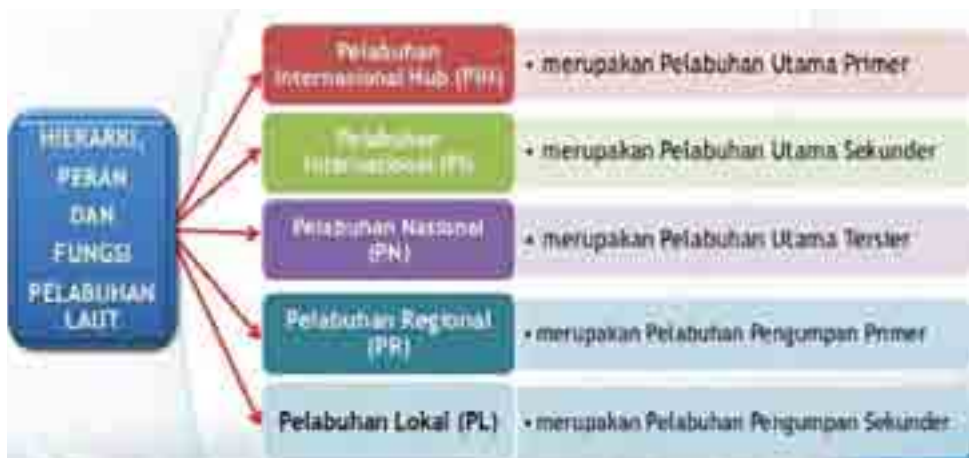 HIERARKI,
PERAN
DAN
FUNGSI
PELABUHAN
LAUT
Pelabuhan
Internasional Hub (PIH)
• merupakan Pelabuhan Utama Primer
Pelabuhan
Internasional (PI)
• merupakan Pelabuhan Utama Sekunder
Pelabuhan Nasional
(PN)
• merupakan Pelabuhan Utama Tersier
Pelabuhan Regional
(PR)
• merupakan Pelabuhan Pengumpan Primer
Pelabuhan Lokal (PL)
• merupakan Pelabuhan Pengumpan Sekunder